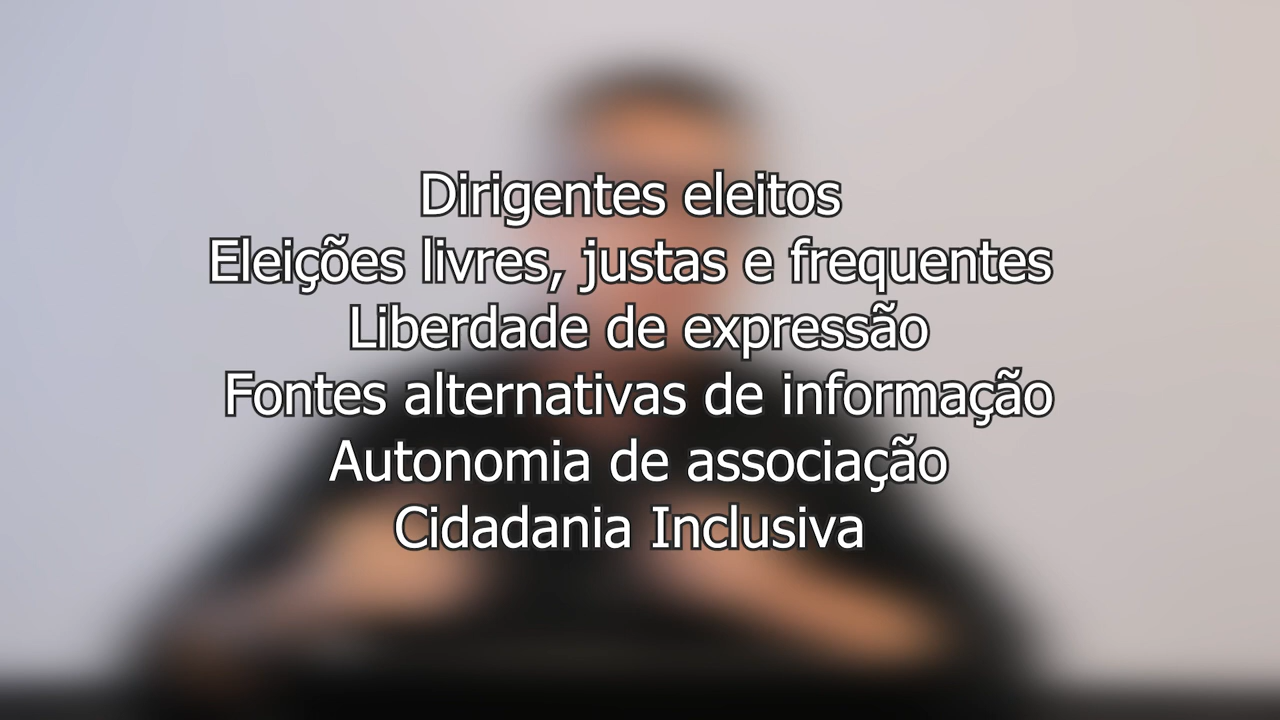 Dirigentes eleitos
Eleições livres, justas e frequentes
Liberdade de expressão
Fontes alternativas de informação
Autonomia de associação
Cidadania Inclusiva